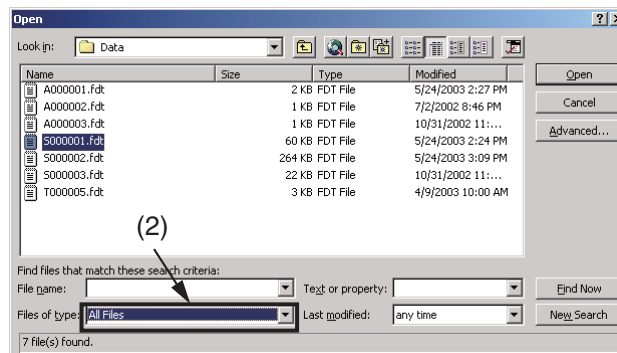 Open
Look in: Data
Name Size Type Modified
A000001.fdt 2 KB FDT File 5/24/2003 2:27 PM
A000002.fdt 1 KB FDT File 7/2/2002 8:46 PM
A000003.fdt 1 KB FDT File 10/31/2002 11:...
S000001.fdt 60 KB FDT File 5/24/2003 2:24 PM
S000002.fdt 264 KB FDT File 5/24/2003 3:09 PM
S000003.fdt 22 KB FDT File 10/31/2002 11:...
T000005.fdt 3 KB FDT File 4/9/2003 10:00 AM
Open
Cancel
Advanced...
(2)
Find files that match these search criteria:
File name: Text or property: Find Now
Files of type: All Files Last modified: any time New Search
7 file(s) found.